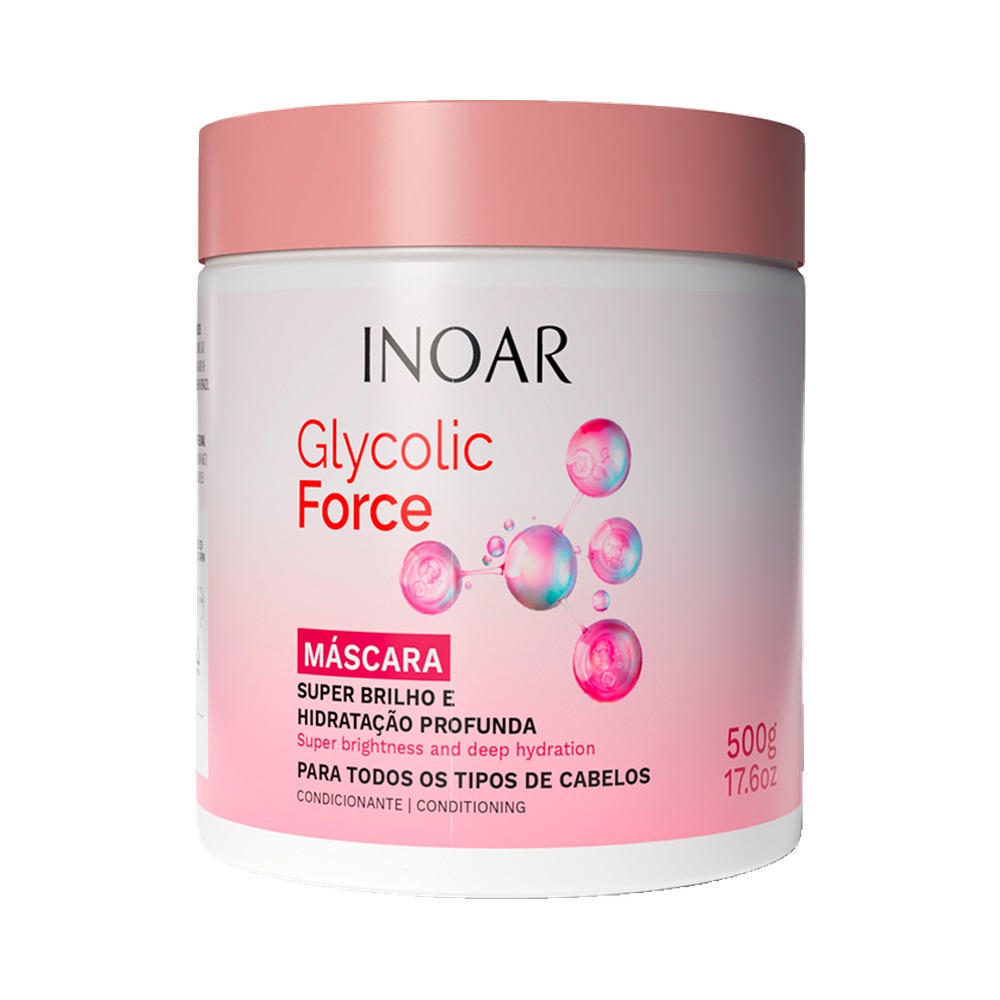 INOAR
Glycolic
Force
MÁSCARA
SUPER BRILHO E
HIDRATAÇÃO PROFUNDA
Super brightness and deep hydration
PARA TODOS OS TIPOS DE CABELOS
CONDICIONANTE | CONDITIONING
500g
17.6oz